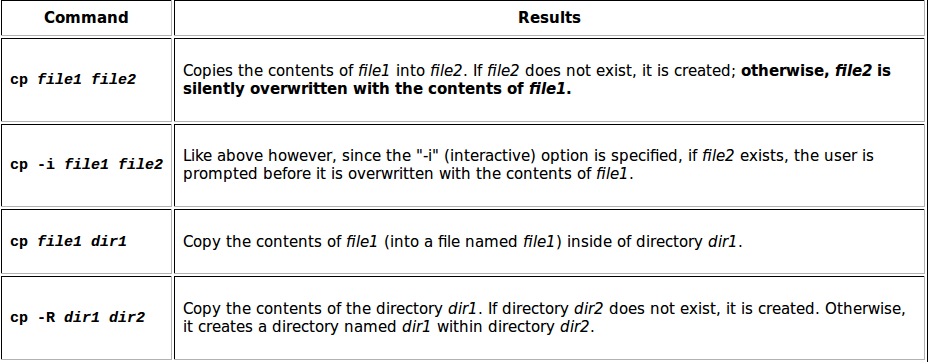 Command Results
cp file1 file2
Copies the contents of file1 into file2. If file2 does not exist, it is created; otherwise, file2 is
silently overwritten with the contents of file1.
cp -i file1 file2
Like above however, since the "-i" (interactive) option is specified, if file2 exists, the user is
prompted before it is overwritten with the contents of file1.
cp file1 dir1
Copy the contents of file1 (into a file named file1) inside of directory dir1.
cp -R dir1 dir2
Copy the contents of the directory dir1. If directory dir2 does not exist, it is created. Otherwise,
it creates a directory named dir1 within directory dir2.